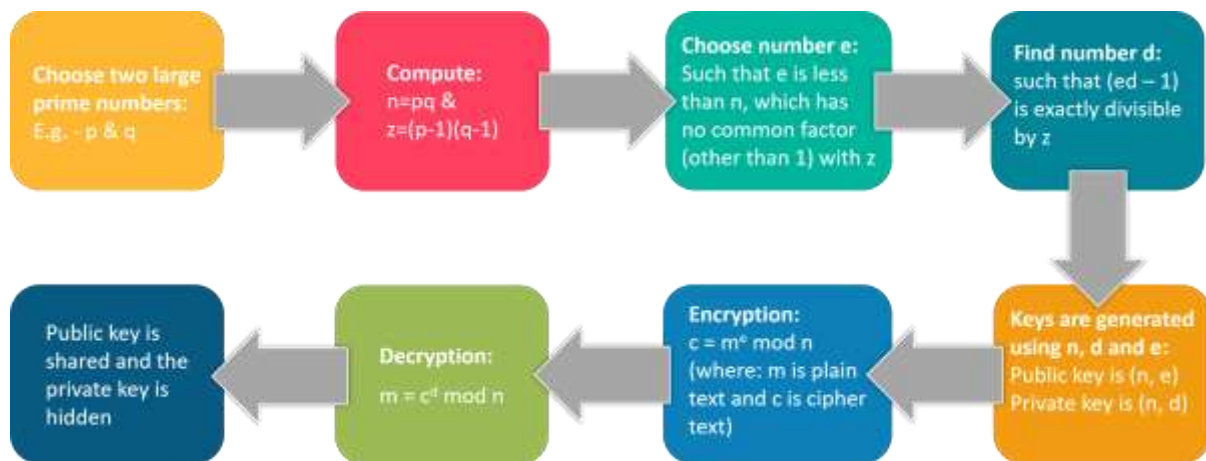 Choose two large
prime numbers:
E.g. - p & q
Compute:
n=pq &
z=(p-1)(q-1)
Choose number e:
Such that e is less
than n, which has
no common factor
(other than 1) with z
Find number d:
such that (ed – 1)
is exactly divisible
by z
Keys are generated
using n, d and e:
Public key is (n, e)
Private key is (n, d)
Encryption:
c = mᵉ mod n
(where: m is plain
text and c is cipher
text)
Decryption:
m = cᵈ mod n
Public key is
shared and the
private key is
hidden